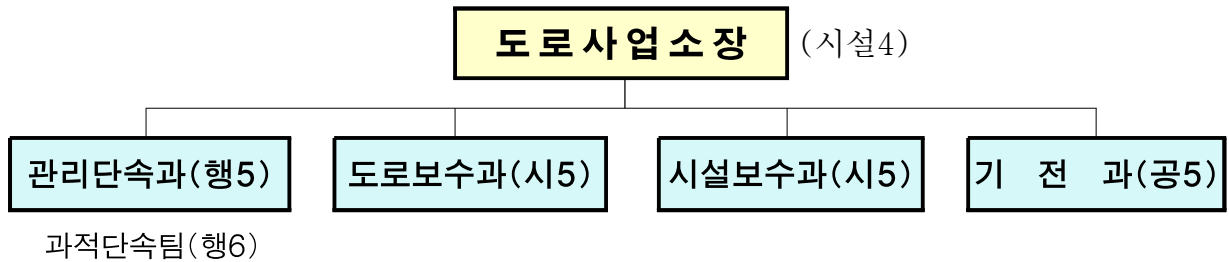 도로사업소장 (시설4)
관리단속과(행5) 도로보수과(시5) 시설보수과(시5) 기 전 과(공5)
과적단속팀(행6)